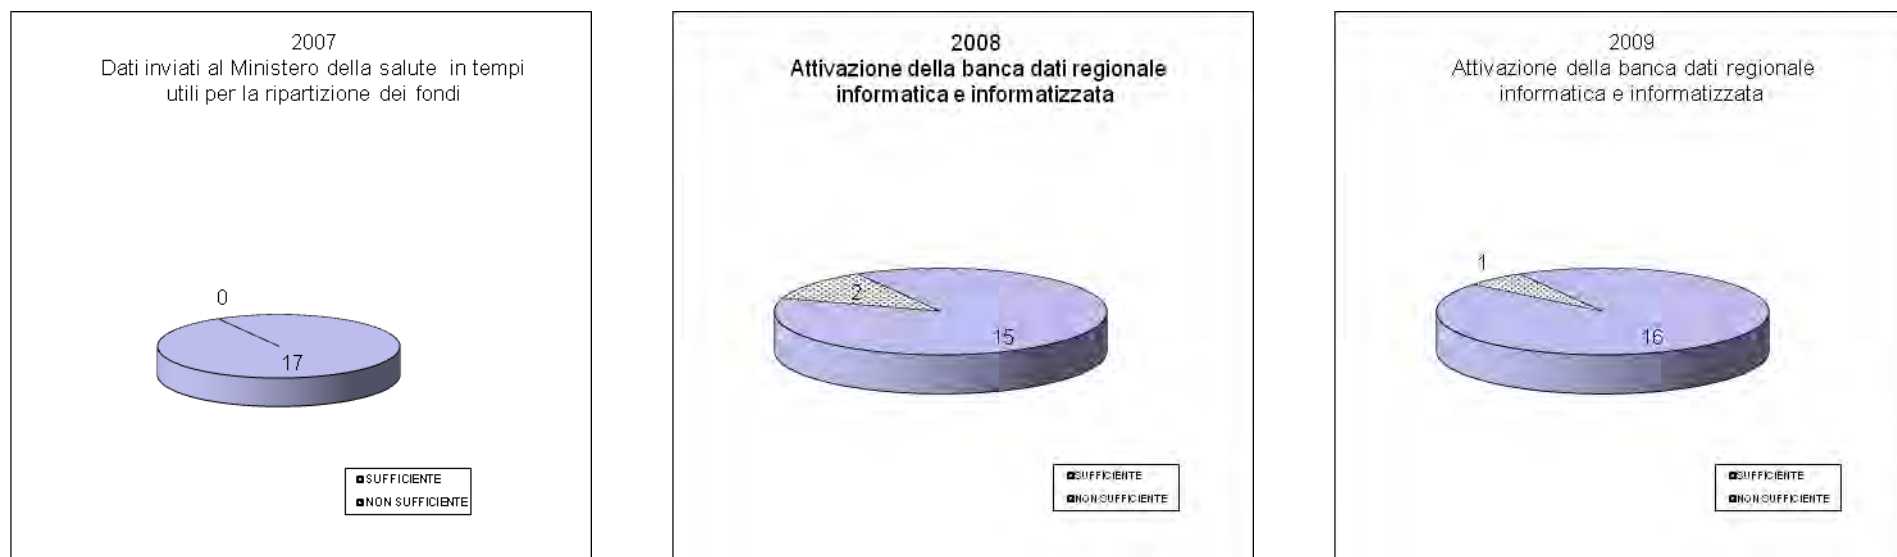 2007
Dati inviati al Ministero della salute in tempi
utili per la ripartizione dei fondi
0
17
SUFFICIENTE
NON SUFFICIENTE
2008
Attivazione della banca dati regionale
informatica e informatizzata
2
15
SUFFICIENTE
NON SUFFICIENTE
2009
Attivazione della banca dati regionale
informatica e informatizzata
1
16
SUFFICIENTE
NON SUFFICIENTE